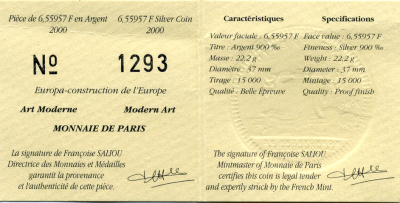 Pièce de 6,55957 F en Argent 6,55957 F Silver Coin
2000 2000
No 1293
Europa-construction de l'Europe
Art Moderne Modern Art
MONNAIE DE PARIS
La signature de Françoise SAIJOU
Directrice des Monnaies et Médailles
garantit la provenance
et l'authenticité de cette pièce.
Caractéristiques Specifications
Valeur faciale : 6,55957 F Face value : 6,55957 F
Titre : Argent 900 ‰ Fineness : Silver 900 ‰
Masse : 22,2 g Weight : 22,2 g
Diamètre : 37 mm Diameter : 37 mm
Tirage : 15 000 Mintage : 15 000
Qualité : Belle Épreuve Quality : Proof finish
The signature of Françoise SAIJOU
Mintmaster of Monnaie de Paris
certifies this coin is legal tender
and expertly struck by the French Mint.